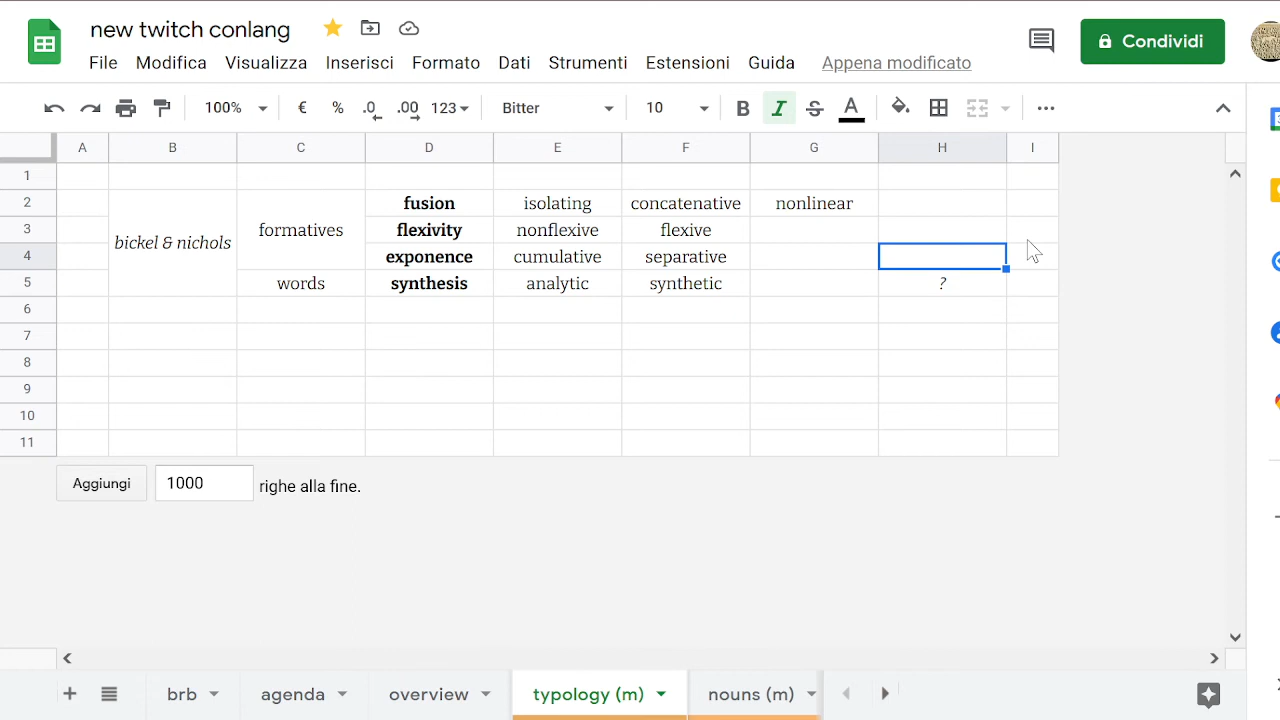 new twitch conlang
File Modifica Visualizza Inserisci Formato Dati Strumenti Estensioni Guida Appena modificato
Condividi
100% € % .0 .00 123 Bitter 10 B I S A
A B C D E F G H I
1
2 fusion isolating concatenative nonlinear
3 bickel & nichols formatives flexivity nonflexive flexive
4 exponence cumulative separative
5 words synthesis analytic synthetic ?
6
7
8
9
10
11
Aggiungi 1000 righe alla fine.
+ brb agenda overview typology (m) nouns (m)